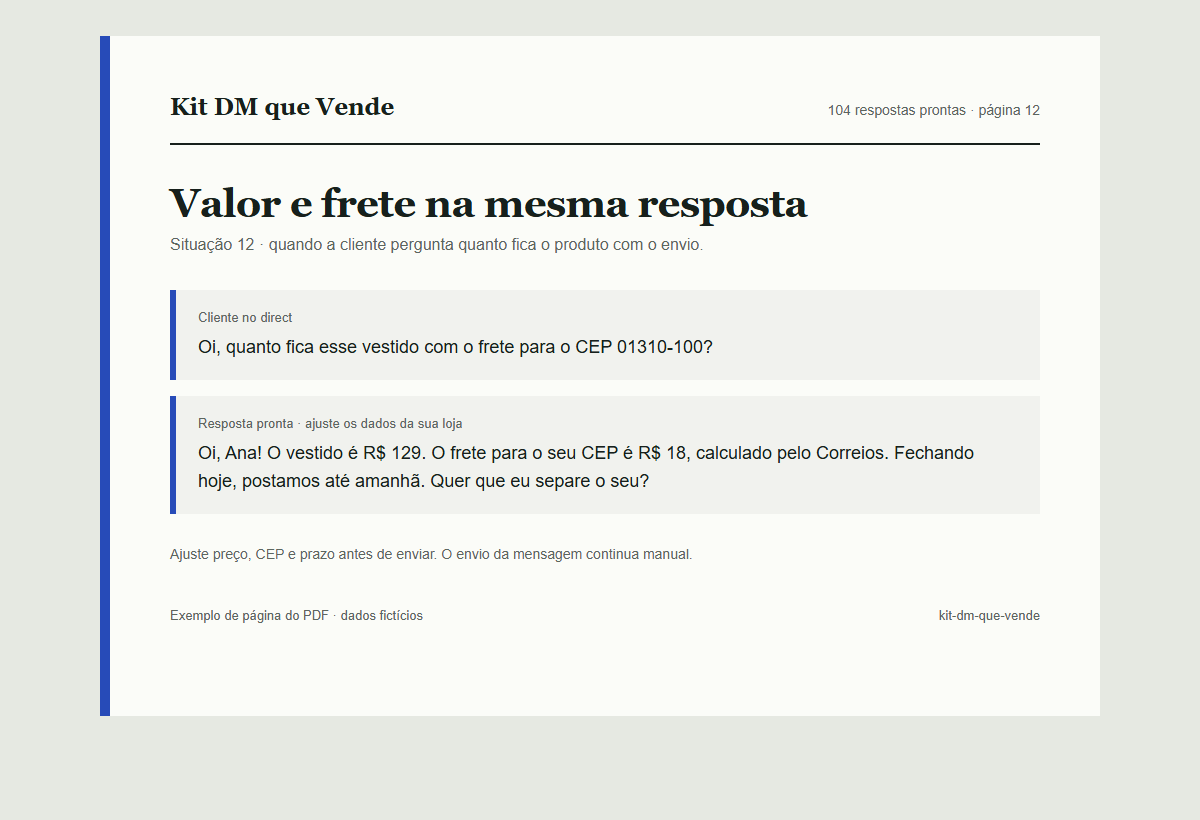 Kit DM que Vende
104 respostas prontas · página 12
Valor e frete na mesma resposta
Situação 12 · quando a cliente pergunta quanto fica o produto com o envio.
Cliente no direct
Oi, quanto fica esse vestido com o frete para o CEP 01310-100?
Resposta pronta · ajuste os dados da sua loja
Oi, Ana! O vestido é R$ 129. O frete para o seu CEP é R$ 18, calculado pelo Correios. Fechando
hoje, postamos até amanhã. Quer que eu separe o seu?
Ajuste preço, CEP e prazo antes de enviar. O envio da mensagem continua manual.
Exemplo de página do PDF · dados fictícios
kit-dm-que-vende